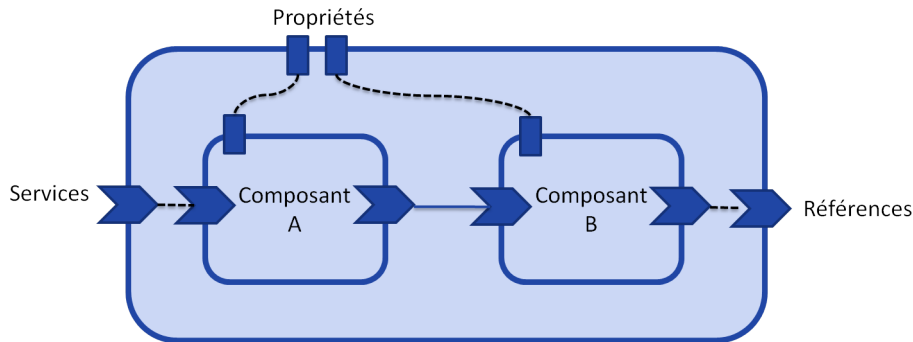 Propriétés
Services
Composant
A
Composant
B
Références